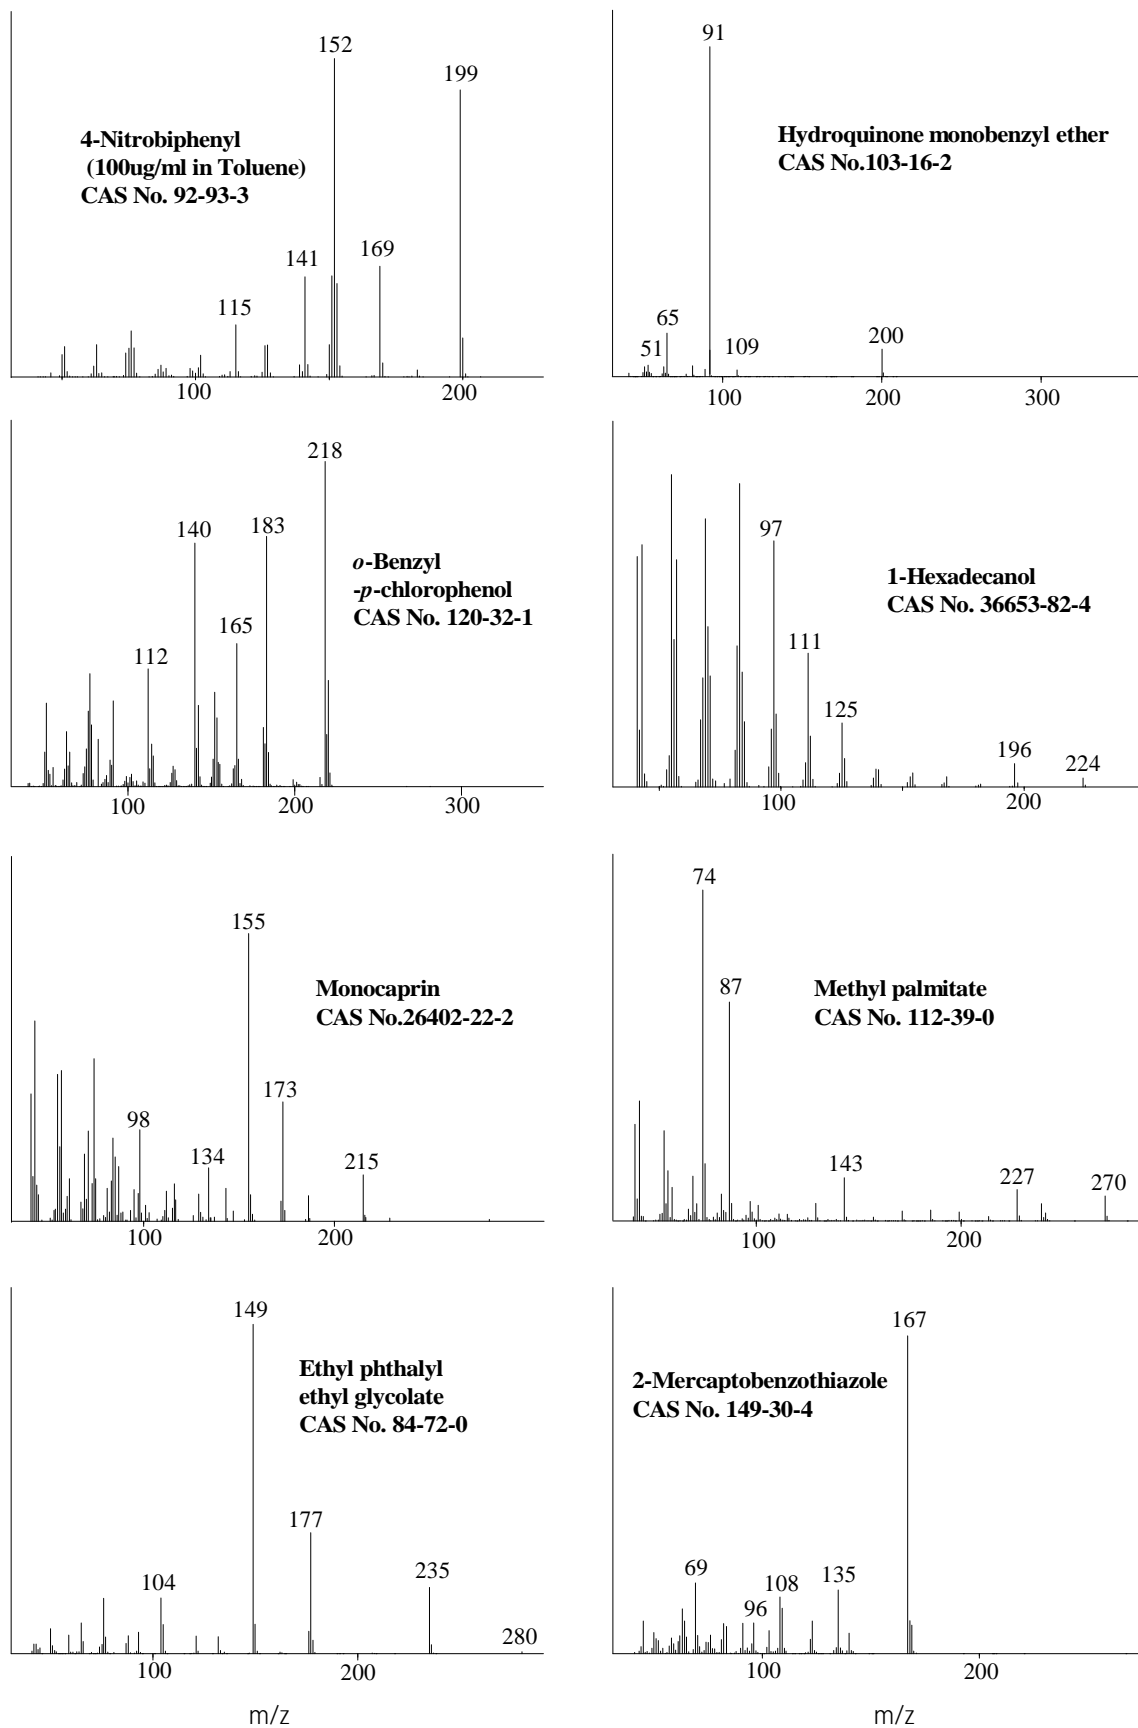 152
199
4-Nitrobiphenyl
(100ug/ml in Toluene)
CAS No. 92-93-3
141
169
115
100
200
91
Hydroquinone monobenzyl ether
CAS No.103-16-2
65
51
109
200
100
200
300
218
140
183
o-Benzyl
-p-chlorophenol
CAS No. 120-32-1
165
112
100
200
300
97
1-Hexadecanol
CAS No. 36653-82-4
111
125
196
224
100
200
155
Monocaprin
CAS No.26402-22-2
173
98
134
215
100
200
74
87
Methyl palmitate
CAS No. 112-39-0
143
227
270
100
200
149
Ethyl phthalyl
ethyl glycolate
CAS No. 84-72-0
177
104
235
280
100
200
m/z
167
2-Mercaptobenzothiazole
CAS No. 149-30-4
69
96
108
135
100
200
m/z